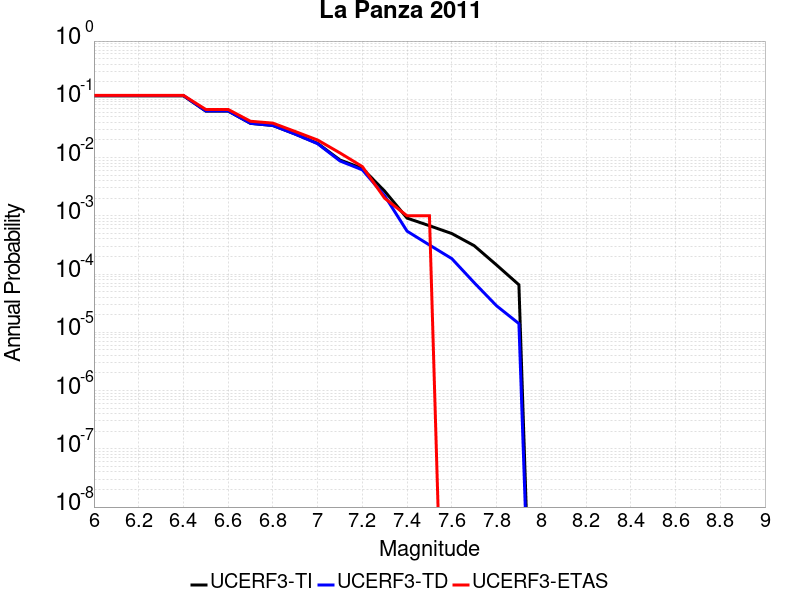 La Panza 2011
Annual Probability
10^0
10^-1
10^-2
10^-3
10^-4
10^-5
10^-6
10^-7
10^-8
6 6.2 6.4 6.6 6.8 7 7.2 7.4 7.6 7.8 8 8.2 8.4 8.6 8.8 9
Magnitude
UCERF3-TI UCERF3-TD UCERF3-ETAS